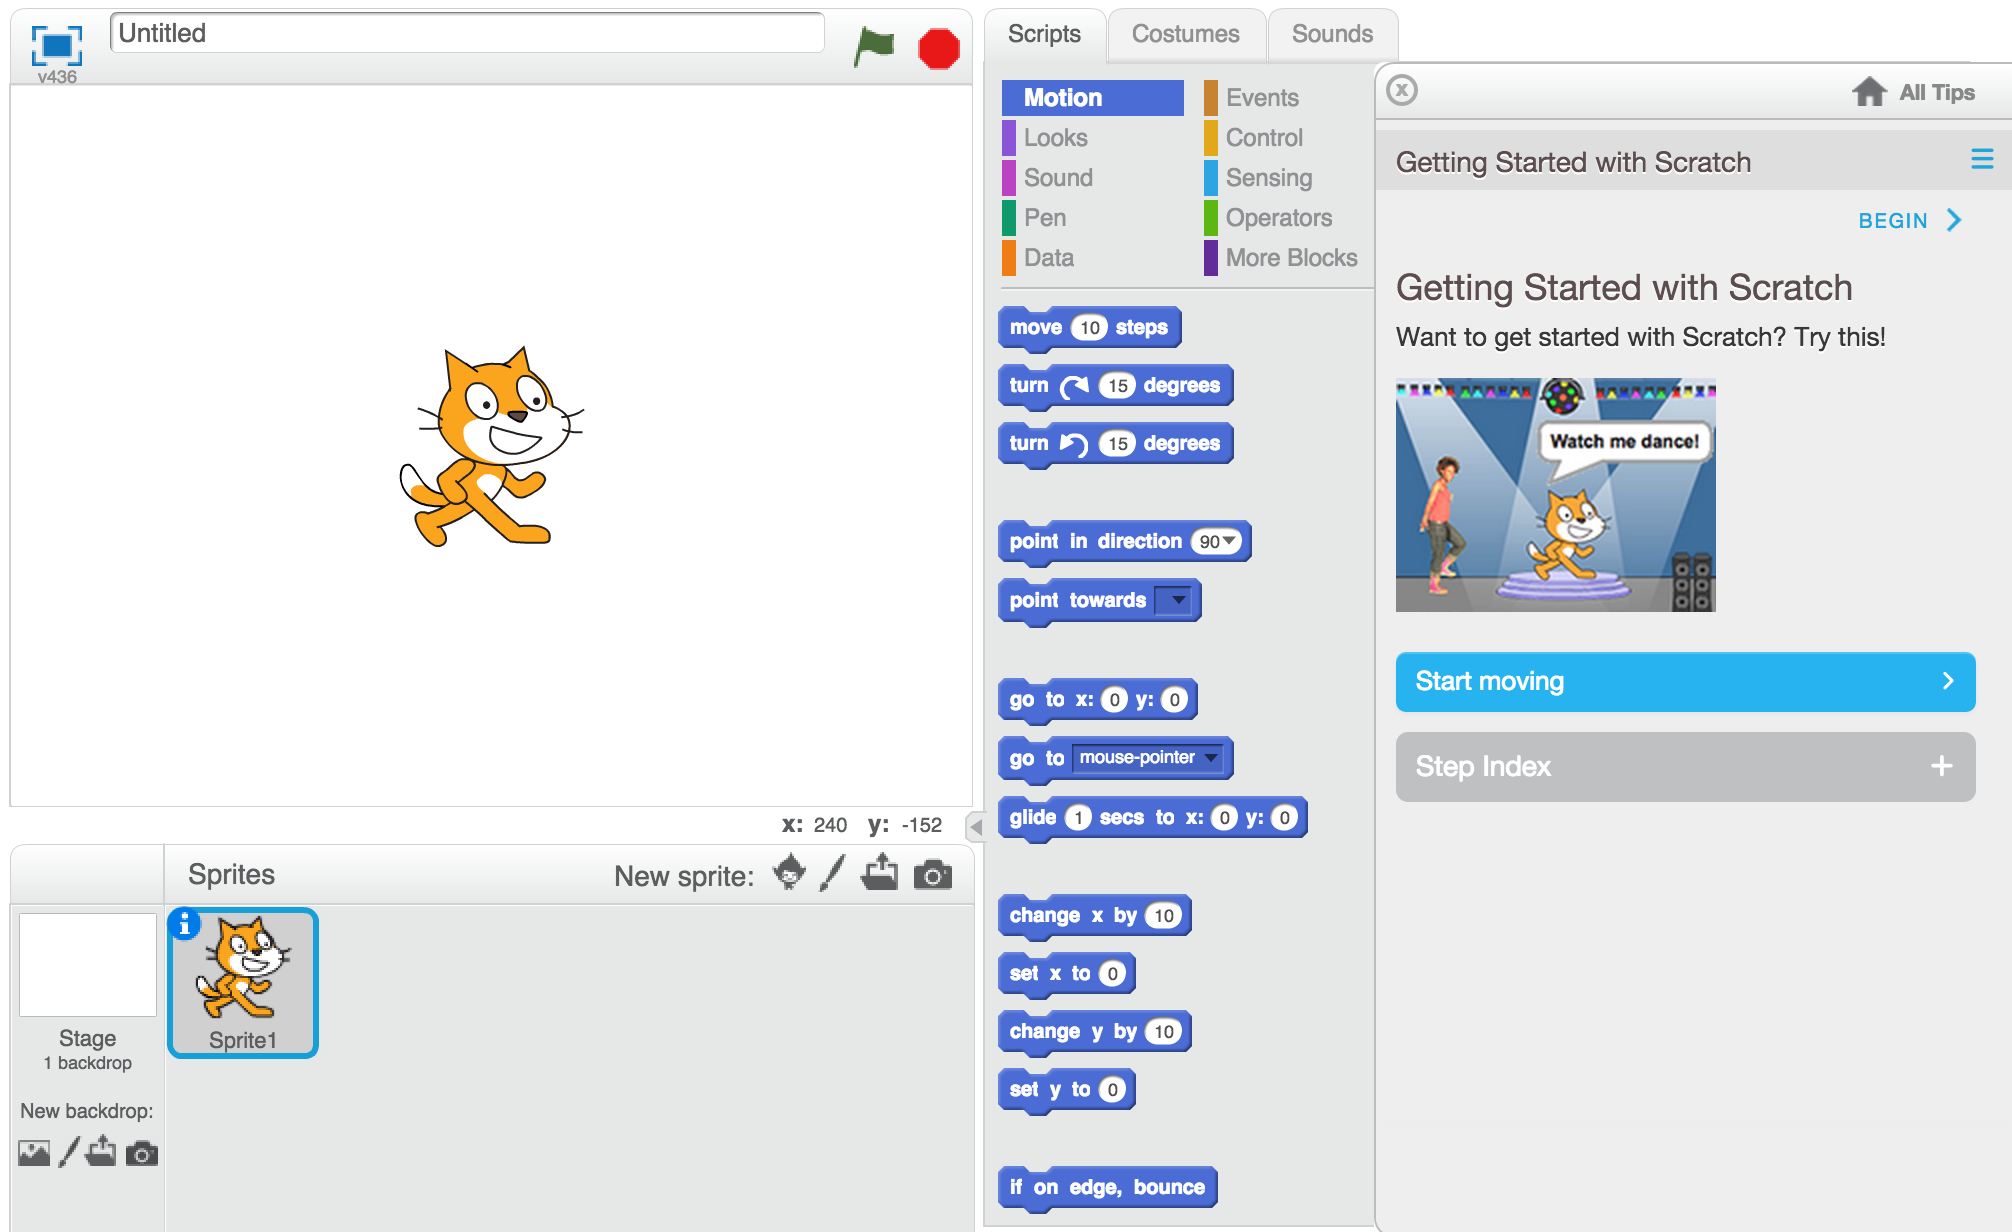 Untitled
v436
Scripts
Costumes
Sounds
Motion
Looks
Sound
Pen
Data
Events
Control
Sensing
Operators
More Blocks
move 10 steps
turn 15 degrees
turn 15 degrees
point in direction 90
point towards
go to x: 0 y: 0
go to mouse-pointer
glide 1 secs to x: 0 y: 0
change x by 10
set x to 0
change y by 10
set y to 0
if on edge, bounce
x: 240 y: -152
Sprites
New sprite:
Sprite1
Stage
1 backdrop
New backdrop:
All Tips
Getting Started with Scratch
BEGIN
Getting Started with Scratch
Want to get started with Scratch? Try this!
Watch me dance!
Start moving
Step Index